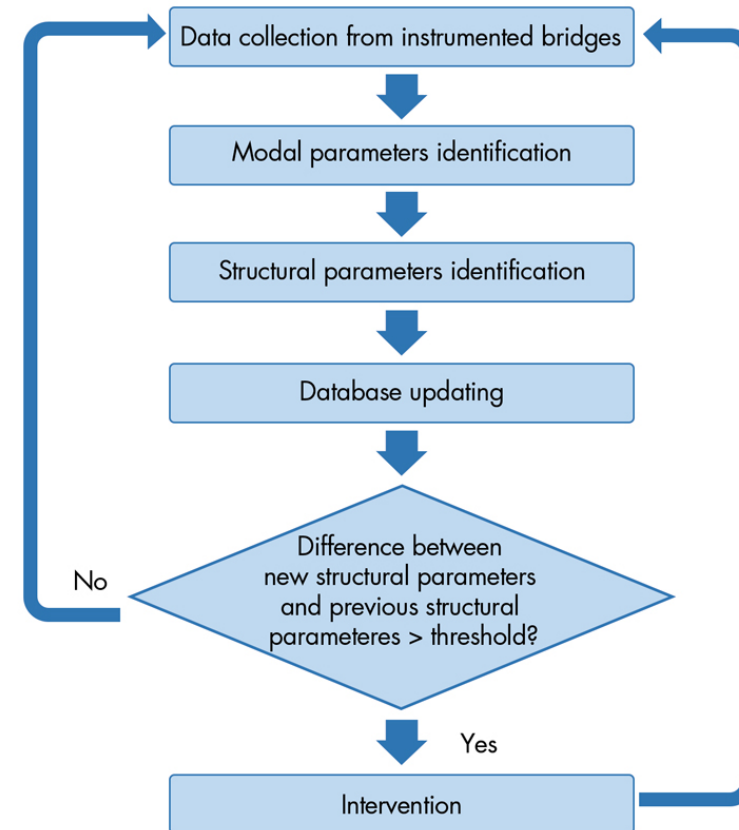 Data collection from instrumented bridges
Modal parameters identification
Structural parameters identification
Database updating
Difference between
new structural parameters
and previous structural
parameteres > threshold?
No
Yes
Intervention